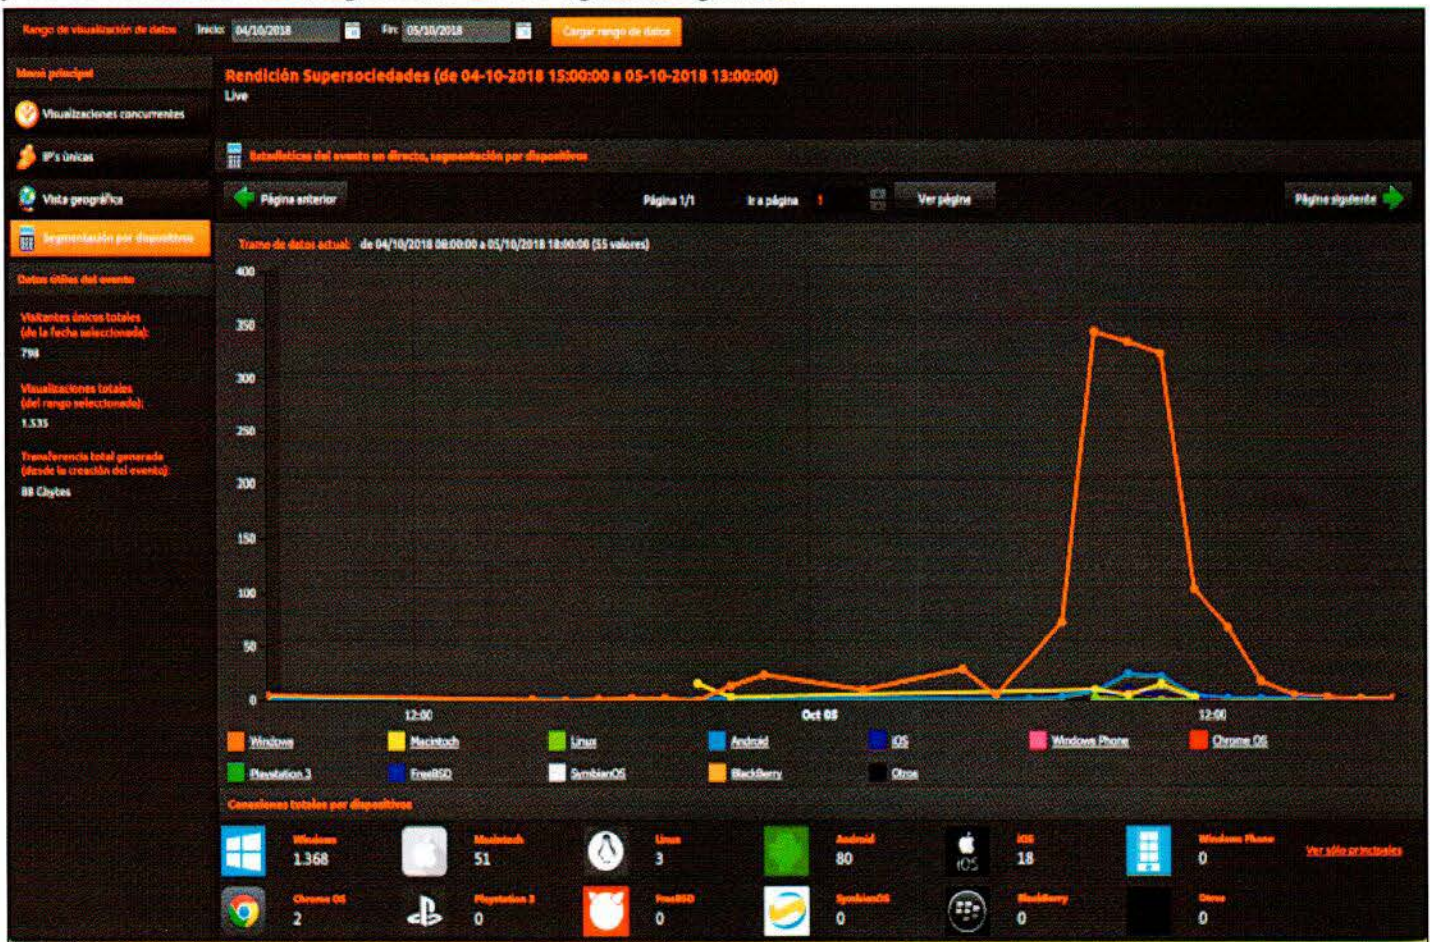 Rango de visualización de datos Inicio: 04/10/2018 Fin: 05/10/2018 Cargar rango de datos
Menú principal
Visualizaciones concurrentes
IP's únicas
Vista geográfica
Segmentación por dispositivos
Datos útiles del evento
Visitantes únicos totales
(de la fecha seleccionada):
798
Visualizaciones totales
(del rango seleccionado):
1.535
Transferencia total generada
(desde la creación del evento):
88 Gbytes
Rendición Supersociedades (de 04-10-2018 15:00:00 a 05-10-2018 13:00:00)
Live
Estadísticas del evento en directo, segmentación por dispositivos
Página anterior Página 1/1 Ir a página 1 Ver página Página siguiente
Tramo de datos actual: de 04/10/2018 08:00:00 a 05/10/2018 18:00:00 (55 valores)
400
350
300
250
200
150
100
50
0
12:00 Oct 05 12:00
Windows Macintosh Linux Android iOS Windows Phone Chrome OS
Playstation 3 FreeBSD SymbianOS BlackBerry Otros
Conexiones totales por dispositivos
Windows Macintosh Linux Android iOS Windows Phone
1.368 51 3 80 iOS 18 0 Ver sólo principales
Chrome OS Playstation 3 FreeBSD SymbianOS BlackBerry Otros
2 0 0 0 0 0